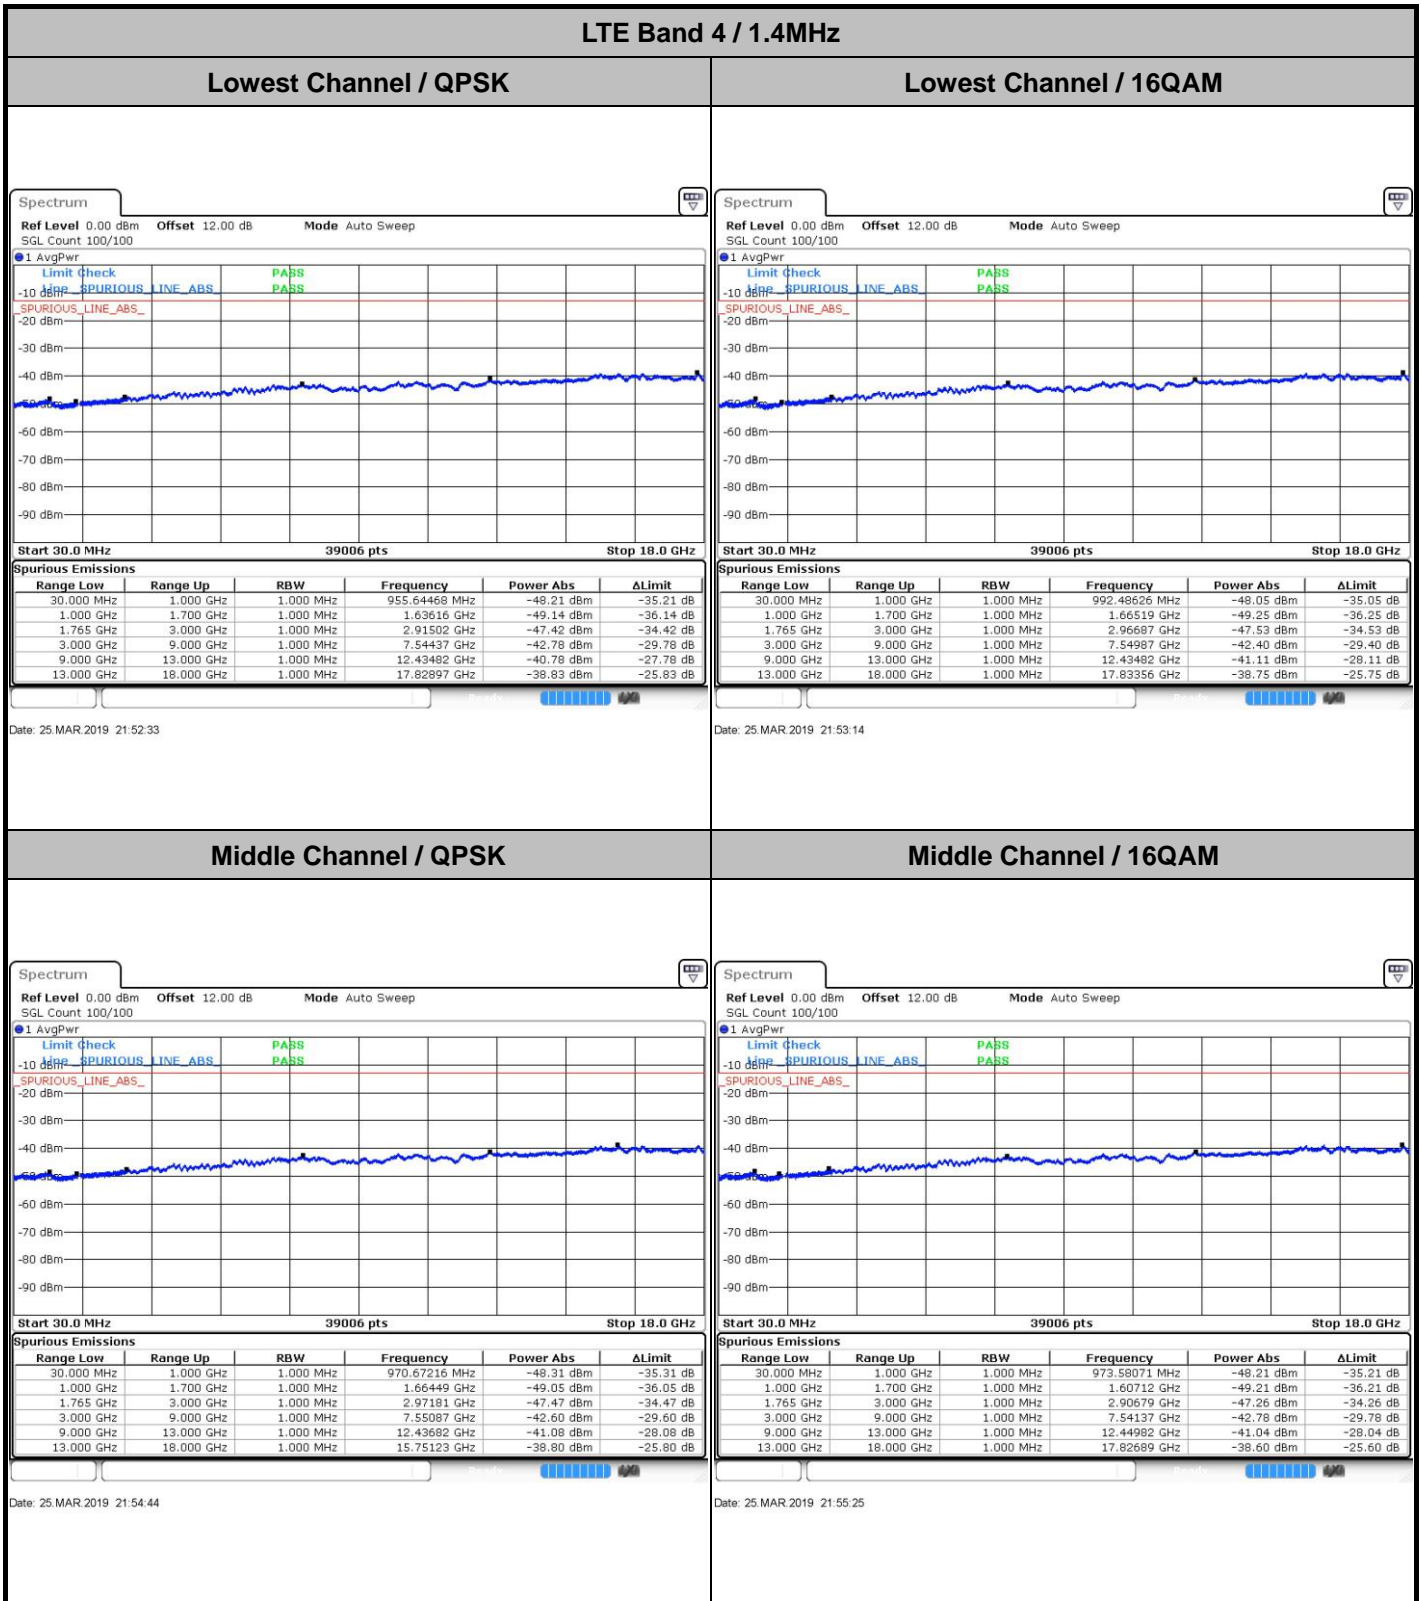 LTE Band 4 / 1.4MHz
Lowest Channel / QPSK
Lowest Channel / 16QAM
Spectrum
Ref Level 0.00 dBm Offset 12.00 dB Mode Auto Sweep
SGL Count 100/100
1 AvgPwr
Limit Check PASS
Line _SPURIOUS_LINE_ABS_ PASS
-10 dBm
_SPURIOUS_LINE_ABS_
-20 dBm
-30 dBm
-40 dBm
-50 dBm
-60 dBm
-70 dBm
-80 dBm
-90 dBm
Start 30.0 MHz 39006 pts Stop 18.0 GHz
Spurious Emissions
Range Low Range Up RBW Frequency Power Abs ΔLimit
30.000 MHz 1.000 GHz 1.000 MHz 955.64468 MHz -48.21 dBm -35.21 dB
1.000 GHz 1.700 GHz 1.000 MHz 1.63616 GHz -49.14 dBm -36.14 dB
1.765 GHz 3.000 GHz 1.000 MHz 2.91502 GHz -47.42 dBm -34.42 dB
3.000 GHz 9.000 GHz 1.000 MHz 7.54437 GHz -42.78 dBm -29.78 dB
9.000 GHz 13.000 GHz 1.000 MHz 12.43482 GHz -40.78 dBm -27.78 dB
13.000 GHz 18.000 GHz 1.000 MHz 17.82897 GHz -38.83 dBm -25.83 dB
Date: 25.MAR.2019 21:52:33
Spectrum
Ref Level 0.00 dBm Offset 12.00 dB Mode Auto Sweep
SGL Count 100/100
1 AvgPwr
Limit Check PASS
Line _SPURIOUS_LINE_ABS_ PASS
-10 dBm
_SPURIOUS_LINE_ABS_
-20 dBm
-30 dBm
-40 dBm
-50 dBm
-60 dBm
-70 dBm
-80 dBm
-90 dBm
Start 30.0 MHz 39006 pts Stop 18.0 GHz
Spurious Emissions
Range Low Range Up RBW Frequency Power Abs ΔLimit
30.000 MHz 1.000 GHz 1.000 MHz 992.48626 MHz -48.05 dBm -35.05 dB
1.000 GHz 1.700 GHz 1.000 MHz 1.66519 GHz -49.25 dBm -36.25 dB
1.765 GHz 3.000 GHz 1.000 MHz 2.96687 GHz -47.53 dBm -34.53 dB
3.000 GHz 9.000 GHz 1.000 MHz 7.54987 GHz -42.40 dBm -29.40 dB
9.000 GHz 13.000 GHz 1.000 MHz 12.43482 GHz -41.11 dBm -28.11 dB
13.000 GHz 18.000 GHz 1.000 MHz 17.83356 GHz -38.75 dBm -25.75 dB
Date: 25.MAR.2019 21:53:14
Middle Channel / QPSK
Middle Channel / 16QAM
Spectrum
Ref Level 0.00 dBm Offset 12.00 dB Mode Auto Sweep
SGL Count 100/100
1 AvgPwr
Limit Check PASS
Line _SPURIOUS_LINE_ABS_ PASS
-10 dBm
_SPURIOUS_LINE_ABS_
-20 dBm
-30 dBm
-40 dBm
-50 dBm
-60 dBm
-70 dBm
-80 dBm
-90 dBm
Start 30.0 MHz 39006 pts Stop 18.0 GHz
Spurious Emissions
Range Low Range Up RBW Frequency Power Abs ΔLimit
30.000 MHz 1.000 GHz 1.000 MHz 970.67216 MHz -48.31 dBm -35.31 dB
1.000 GHz 1.700 GHz 1.000 MHz 1.66449 GHz -49.05 dBm -36.05 dB
1.765 GHz 3.000 GHz 1.000 MHz 2.97181 GHz -47.47 dBm -34.47 dB
3.000 GHz 9.000 GHz 1.000 MHz 7.55087 GHz -42.60 dBm -29.60 dB
9.000 GHz 13.000 GHz 1.000 MHz 12.43682 GHz -41.08 dBm -28.08 dB
13.000 GHz 18.000 GHz 1.000 MHz 15.75123 GHz -38.80 dBm -25.80 dB
Date: 25.MAR.2019 21:54:44
Spectrum
Ref Level 0.00 dBm Offset 12.00 dB Mode Auto Sweep
SGL Count 100/100
1 AvgPwr
Limit Check PASS
Line _SPURIOUS_LINE_ABS_ PASS
-10 dBm
_SPURIOUS_LINE_ABS_
-20 dBm
-30 dBm
-40 dBm
-50 dBm
-60 dBm
-70 dBm
-80 dBm
-90 dBm
Start 30.0 MHz 39006 pts Stop 18.0 GHz
Spurious Emissions
Range Low Range Up RBW Frequency Power Abs ΔLimit
30.000 MHz 1.000 GHz 1.000 MHz 973.58071 MHz -48.21 dBm -35.21 dB
1.000 GHz 1.700 GHz 1.000 MHz 1.60712 GHz -49.21 dBm -36.21 dB
1.765 GHz 3.000 GHz 1.000 MHz 2.90679 GHz -47.26 dBm -34.26 dB
3.000 GHz 9.000 GHz 1.000 MHz 7.54137 GHz -42.78 dBm -29.78 dB
9.000 GHz 13.000 GHz 1.000 MHz 12.44982 GHz -41.04 dBm -28.04 dB
13.000 GHz 18.000 GHz 1.000 MHz 17.82689 GHz -38.60 dBm -25.60 dB
Date: 25.MAR.2019 21:55:25